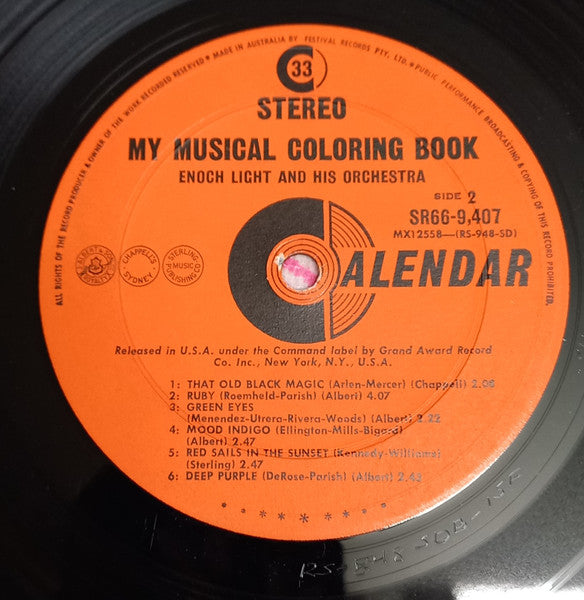 ALL RIGHTS OF THE RECORD PRODUCER & OWNER OF THE WORK RECORDED RESERVED • MADE IN AUSTRALIA BY FESTIVAL RECORDS PTY. LTD. • PUBLIC PERFORMANCE BROADCASTING & COPYING OF THIS RECORD PROHIBITED.
33
STEREO
MY MUSICAL COLORING BOOK
ENOCH LIGHT AND HIS ORCHESTRA
SIDE 2
SR66-9,407
MX12558—(RS-948-SD)
CALENDAR
CHAPPELL'S SYDNEY
STERLING MUSIC PUBLISHING CO
Released in U.S.A. under the Command label by Grand Award Record
Co. Inc., New York, N.Y., U.S.A.
1: THAT OLD BLACK MAGIC (Arlen-Mercer) (Chappell)
2: RUBY (Roemheld-Parish) (Albert) 4.07
3: GREEN EYES
(Menendez-Utrera-Rivera-Woods) (Albert) 2.22
4: MOOD INDIGO (Ellington-Mills-Bigard)
(Albert) 2.47
5: RED SAILS IN THE SUNSET (Kennedy-Williams)
(Sterling) 2.47
6: DEEP PURPLE (DeRose-Parish) (Albert)